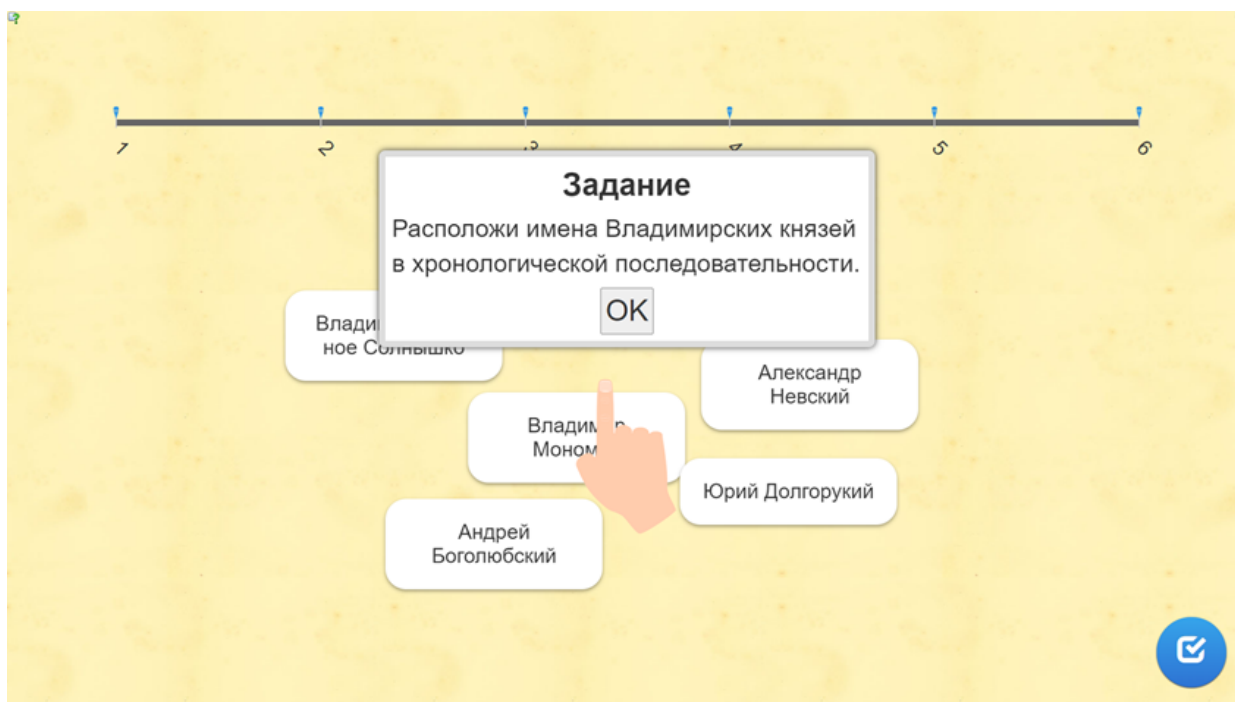 1
2
3
4
5
6
Задание
Расположи имена Владимирских князей
в хронологической последовательности.
OK
ное Солнышко
Александр
Невский
Юрий Долгорукий
Андрей
Боголюбский